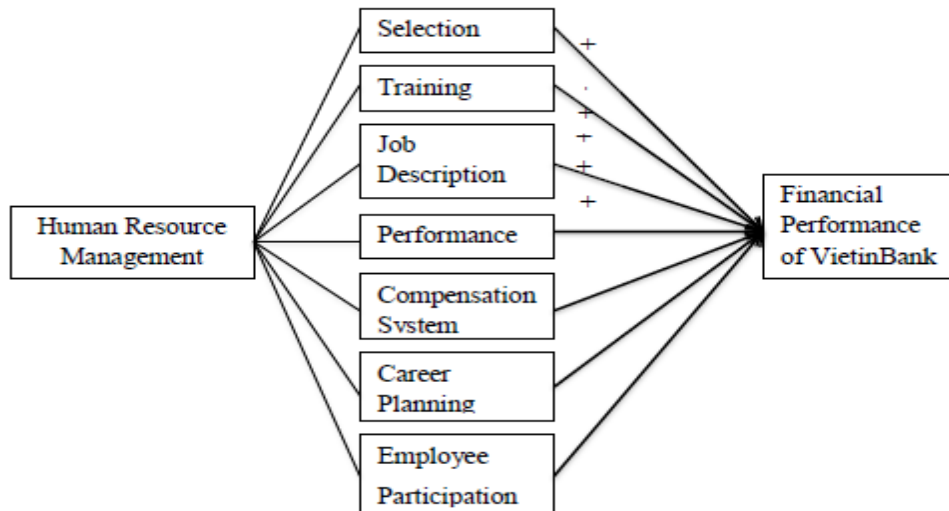 Selection
+
Training
+
+
Job
Description
+
+
Human Resource
Management
Performance
Financial
Performance
of VietinBank
Compensation
System
Career
Planning
Employee
Participation